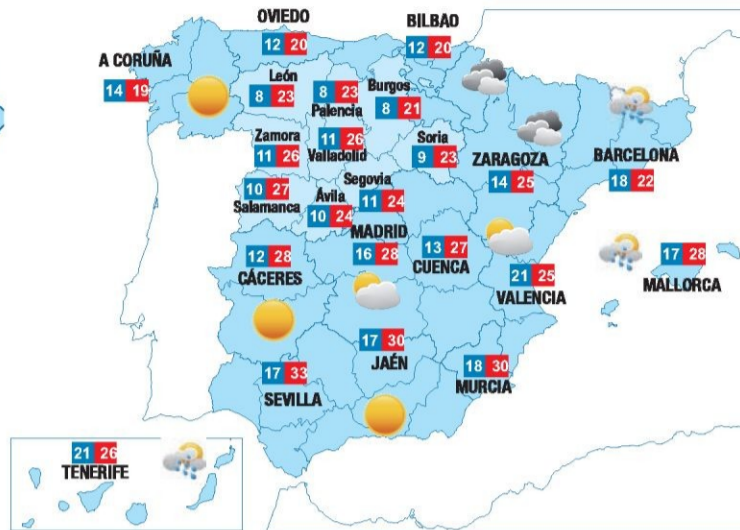 OVIEDO
12 20
BILBAO
12 20
A CORUÑA
14 19
León
8 23
8 23
Palencia
Burgos
8 21
Zamora
11 26
11 26
Valladolid
Soria
9 23
ZARAGOZA
14 25
BARCELONA
18 22
10 27
Salamanca
Ávila
10 24
Segovia
11 24
MADRID
16 28
13 27
CUENCA
12 28
CÁCERES
21 25
VALENCIA
17 28
MALLORCA
17 30
JAÉN
18 30
MURCIA
17 33
SEVILLA
21 26
TENERIFE